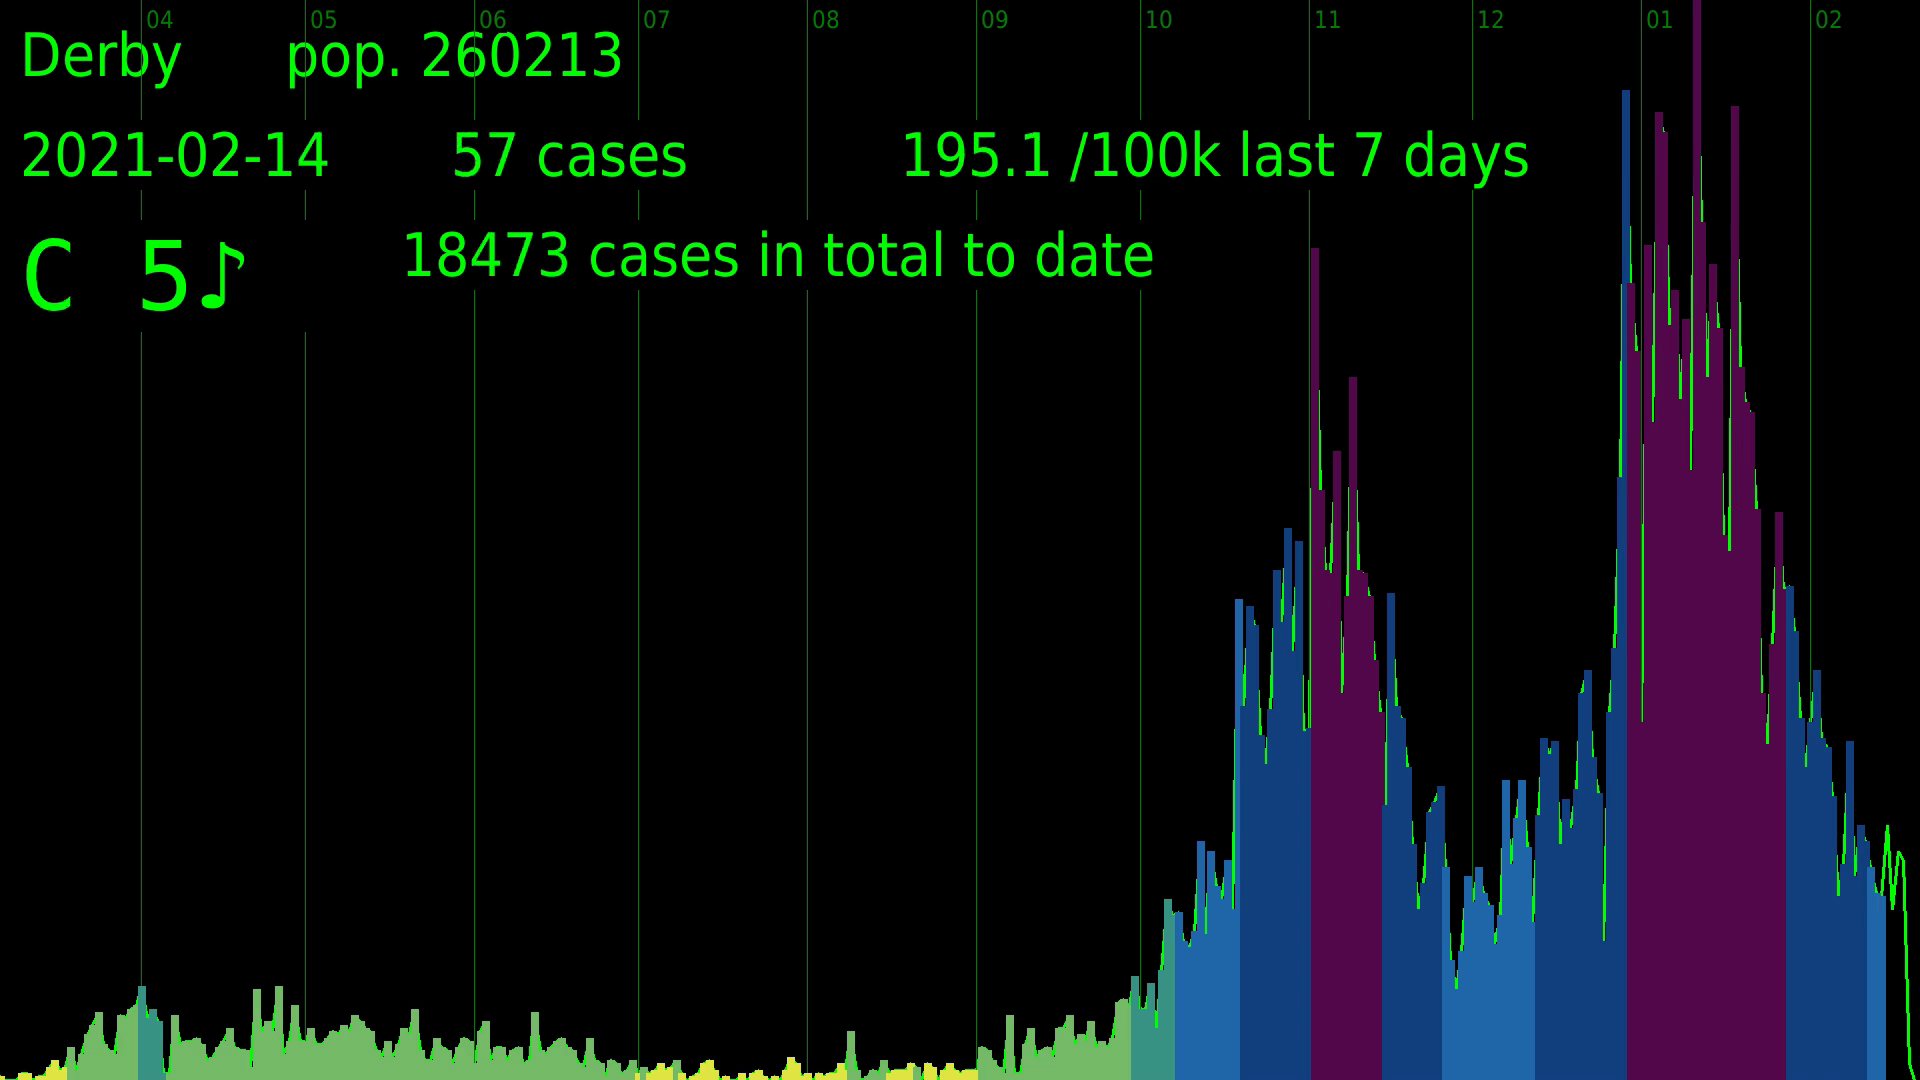 04 05 06 07 08 09 10 11 12 01 02
Derby pop. 260213
2021-02-14 57 cases 195.1 /100k last 7 days
C 5♪ 18473 cases in total to date